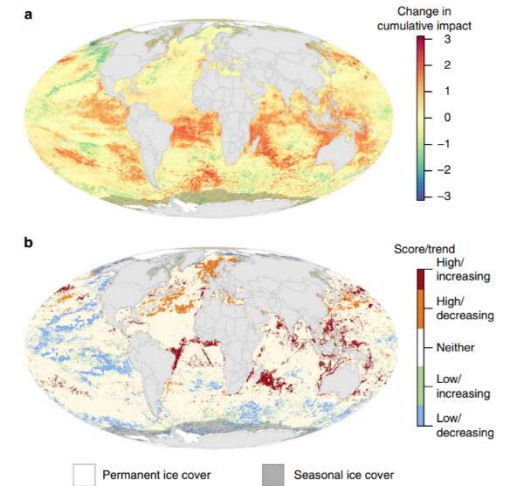 a
Change in
cumulative impact
3
2
1
0
−1
−2
−3
b
Score/trend
High/
increasing
High/
decreasing
Neither
Low/
increasing
Low/
decreasing
Permanent ice cover
Seasonal ice cover